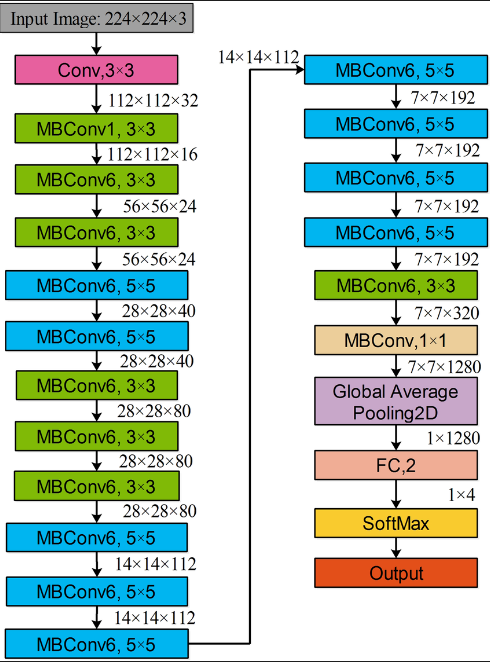 Input Image: 224×224×3
Conv,3×3
112×112×32
MBConv1, 3×3
112×112×16
MBConv6, 3×3
56×56×24
MBConv6, 3×3
56×56×24
MBConv6, 5×5
28×28×40
MBConv6, 5×5
28×28×40
MBConv6, 3×3
28×28×80
MBConv6, 3×3
28×28×80
MBConv6, 3×3
28×28×80
MBConv6, 5×5
14×14×112
MBConv6, 5×5
14×14×112
MBConv6, 5×5
14×14×112
MBConv6, 5×5
7×7×192
MBConv6, 5×5
7×7×192
MBConv6, 5×5
7×7×192
MBConv6, 5×5
7×7×192
MBConv6, 3×3
7×7×320
MBConv,1×1
7×7×1280
Global Average
Pooling2D
1×1280
FC,2
1×4
SoftMax
Output